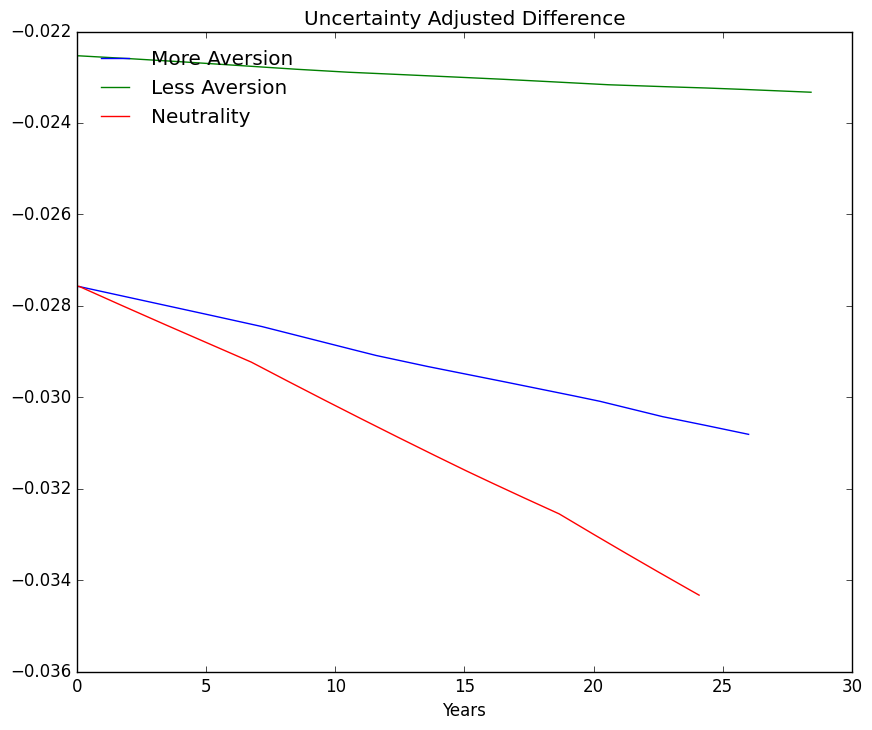 Uncertainty Adjusted Difference
−0.022
More Aversion
Less Aversion
−0.024
Neutrality
−0.026
−0.028
−0.030
−0.032
−0.034
−0.036
0 5 10 15 20 25 30
Years